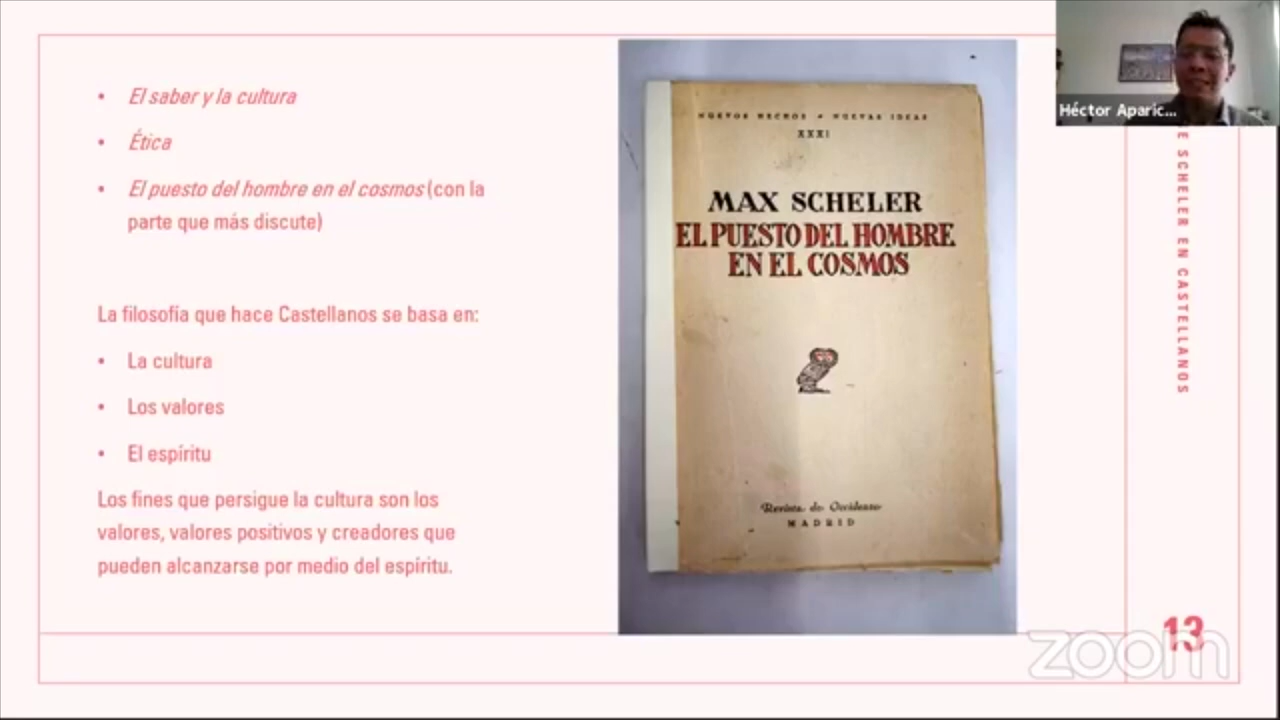 • El saber y la cultura
• Ética
• El puesto del hombre en el cosmos (con la
parte que más discute)
La filosofía que hace Castellanos se basa en:
• La cultura
• Los valores
• El espíritu
Los fines que persigue la cultura son los
valores, valores positivos y creadores que
pueden alcanzarse por medio del espíritu.
NUEVOS HECHOS NUEVAS IDEAS
XXXI
MAX SCHELER
EL PUESTO DEL HOMBRE
EN EL COSMOS
Revista de Occidente
MADRID
Héctor Aparic...
SCHELER EN CASTELLANOS
13
zoom